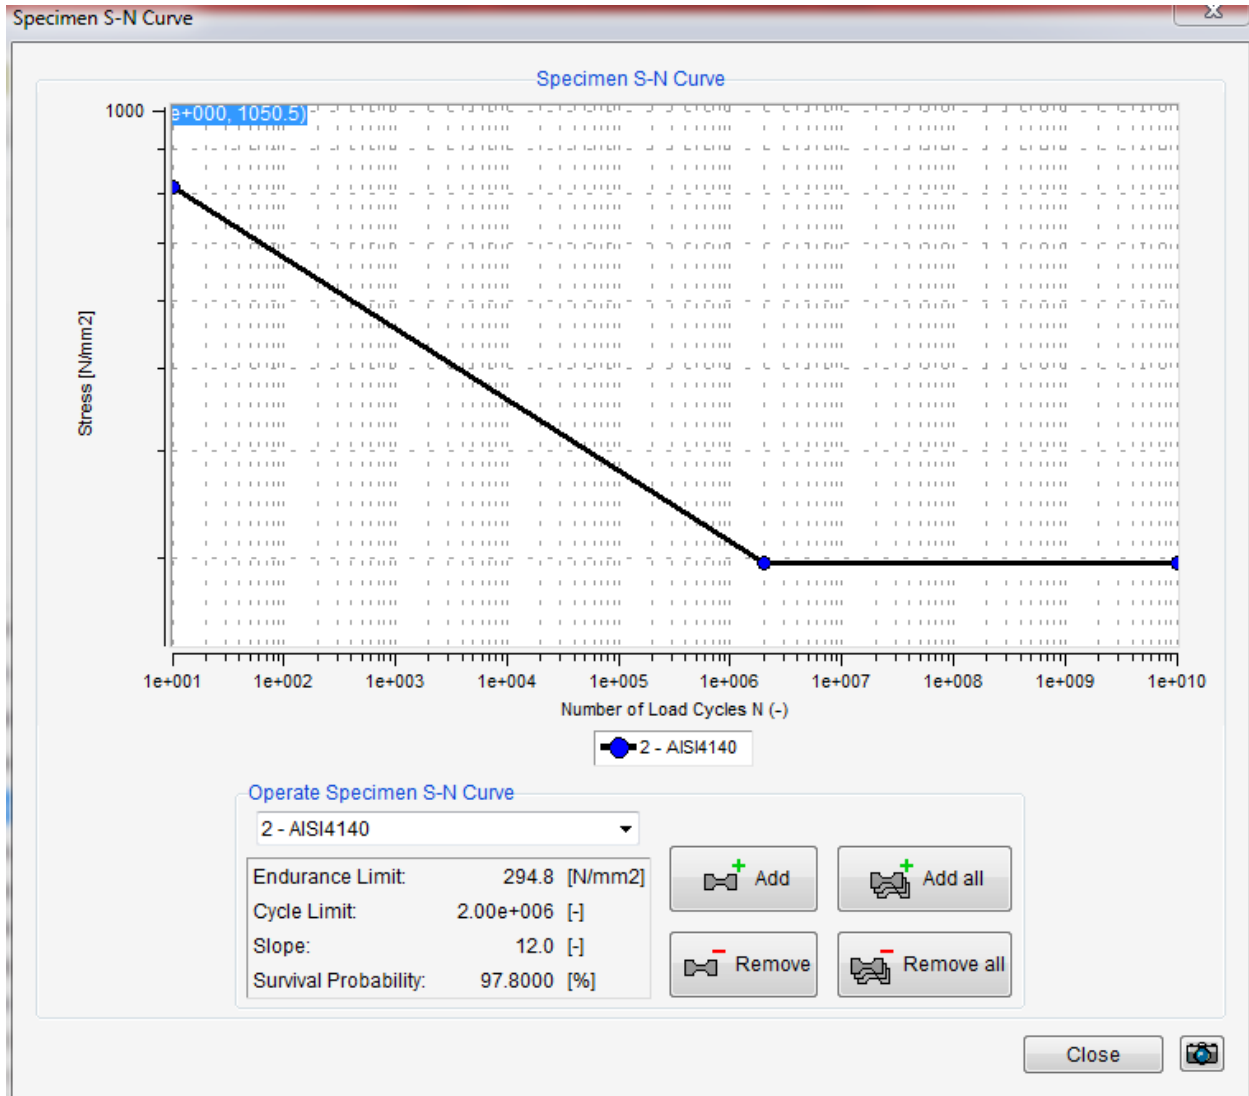 Specimen S-N Curve
Specimen S-N Curve
1000
e+000, 1050.5)
Stress [N/mm2]
1e+001 1e+002 1e+003 1e+004 1e+005 1e+006 1e+007 1e+008 1e+009 1e+010
Number of Load Cycles N (-)
2 - AISI4140
Operate Specimen S-N Curve
2 - AISI4140
Endurance Limit: 294.8 [N/mm2]
Cycle Limit: 2.00e+006 [-]
Slope: 12.0 [-]
Survival Probability: 97.8000 [%]
Add
Add all
Remove
Remove all
Close